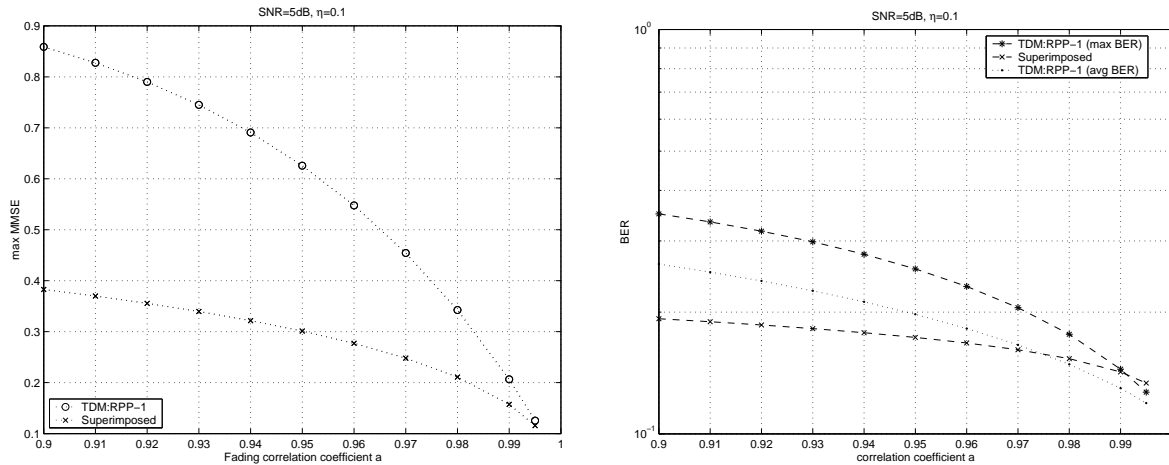 SNR=5dB, η=0.1
0.9
0.8
0.7
0.6
0.5
0.4
0.3
0.2
0.1
max MMSE
TDM:RPP−1
Superimposed
0.9 0.91 0.92 0.93 0.94 0.95 0.96 0.97 0.98 0.99 1
Fading correlation coefficient a
SNR=5dB, η=0.1
10^0
BER
10^−1
TDM:RPP−1 (max BER)
Superimposed
TDM:RPP−1 (avg BER)
0.9 0.91 0.92 0.93 0.94 0.95 0.96 0.97 0.98 0.99
correlation coefficient a